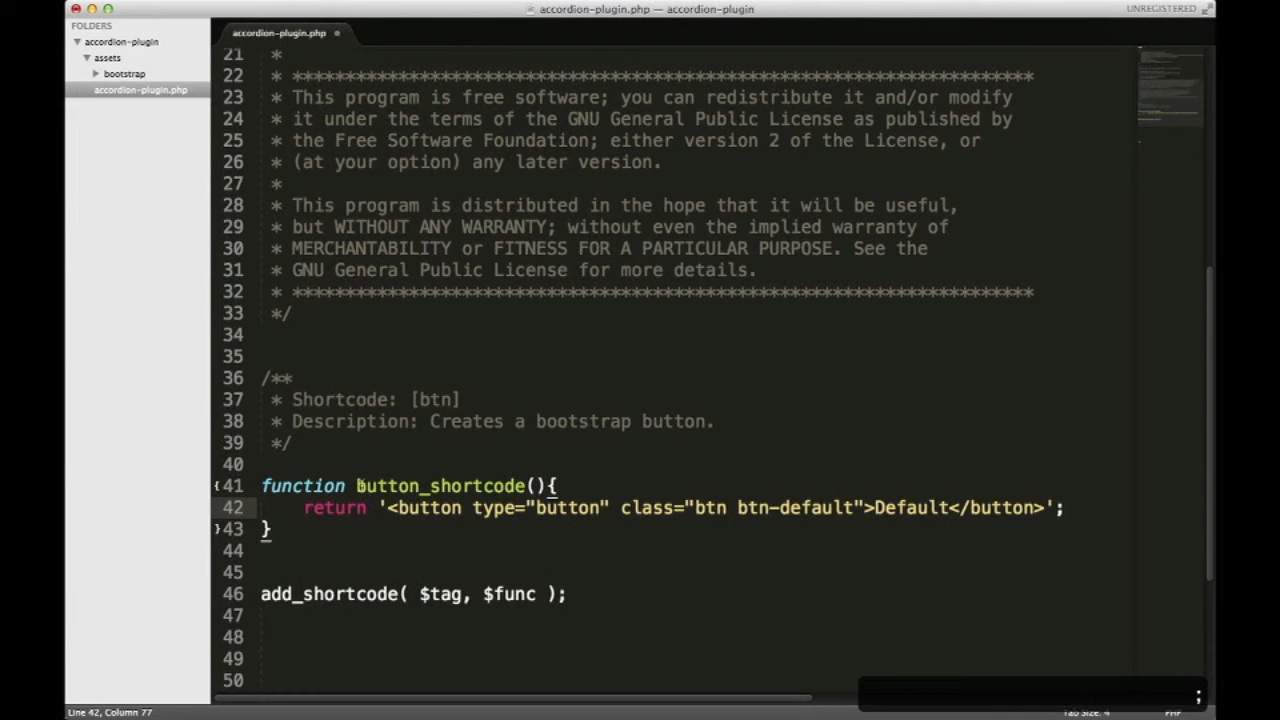 accordion-plugin.php — accordion-plugin
UNREGISTERED
FOLDERS
accordion-plugin
assets
bootstrap
accordion-plugin.php
accordion-plugin.php
21 *
22 * **********************************************************************
23 * This program is free software; you can redistribute it and/or modify
24 * it under the terms of the GNU General Public License as published by
25 * the Free Software Foundation; either version 2 of the License, or
26 * (at your option) any later version.
27 *
28 * This program is distributed in the hope that it will be useful,
29 * but WITHOUT ANY WARRANTY; without even the implied warranty of
30 * MERCHANTABILITY or FITNESS FOR A PARTICULAR PURPOSE. See the
31 * GNU General Public License for more details.
32 * **********************************************************************
33 */
34
35
36 /**
37 * Shortcode: [btn]
38 * Description: Creates a bootstrap button.
39 */
40
41 function button_shortcode(){
42 return '<button type="button" class="btn btn-default">Default</button>';
43 }
44
45
46 add_shortcode( $tag, $func );
47
48
49
50
;
Line 42, Column 77
Tab Size: 4
PHP